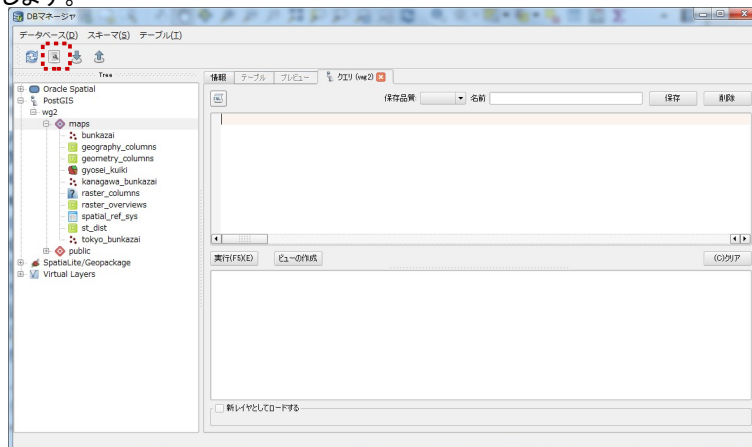 します。
DBマネージャ
データベース(D) スキーマ(S) テーブル(T)
Tree
Oracle Spatial
PostGIS
wg2
maps
bunkazai
geography_columns
geometry_columns
gyosei_kuiki
kanagawa_bunkazai
raster_columns
raster_overviews
spatial_ref_sys
st_dist
tokyo_bunkazai
public
SpatiaLite/Geopackage
Virtual Layers
情報 テーブル プレビュー クエリ (wg2)
保存品質 名前 保存 削除
実行(F5)(E) ビューの作成 (C)クリア
新レイヤとしてロードする